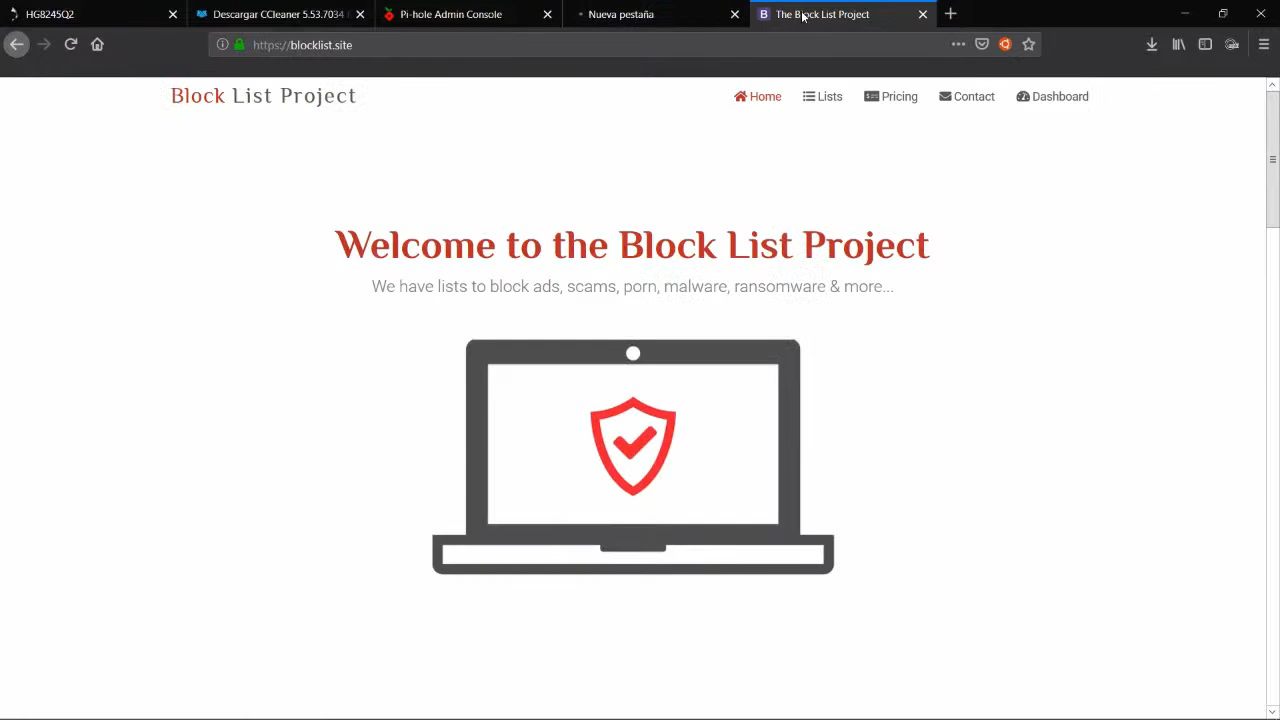 HG8245Q2
Descargar CCleaner 5.53.7034 /
Pi-hole Admin Console
Nueva pestaña
The Block List Project
https://blocklist.site
Block List Project
Home
Lists
Pricing
Contact
Dashboard
Welcome to the Block List Project
We have lists to block ads, scams, porn, malware, ransomware & more...